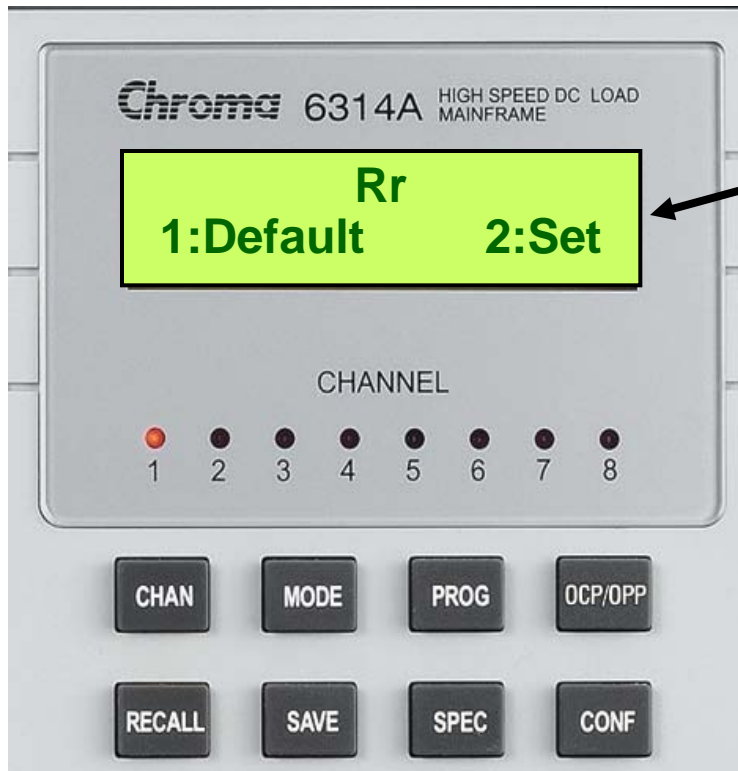 Chroma 6314A HIGH SPEED DC LOAD
MAINFRAME
Rr
1:Default 2:Set
CHANNEL
1 2 3 4 5 6 7 8
CHAN MODE PROG OCP/OPP
RECALL SAVE SPEC CONF